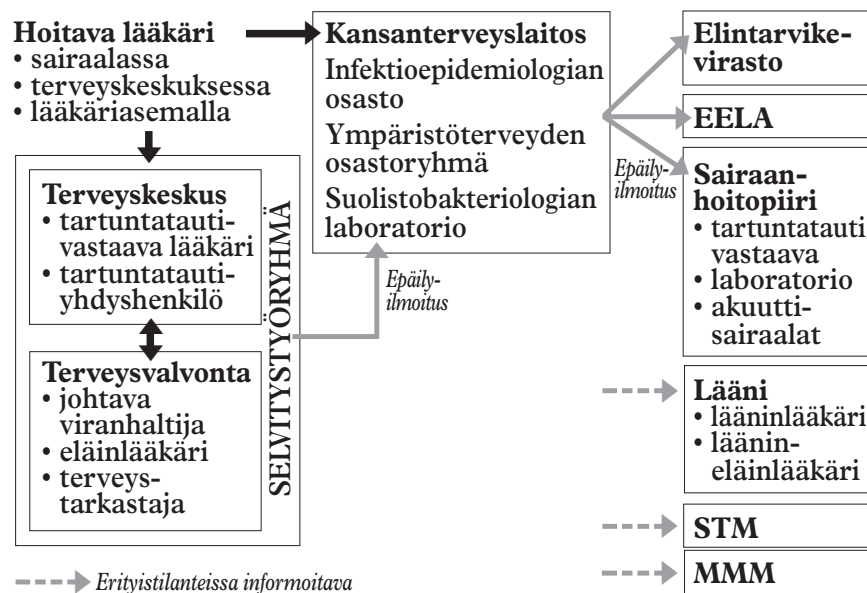 Hoitava lääkäri
• sairaalassa
• terveyskeskuksessa
• lääkäriasemalla
Terveyskeskus
• tartuntatauti-
vastaava lääkäri
• tartuntatauti-
yhdyshenkilö
Terveysvalvonta
• johtava
viranhaltija
• eläinlääkäri
• terveys-
tarkastaja
SELVITYSTYÖRYHMÄ
Kansanterveyslaitos
Infektioepidemiologian
osasto
Ympäristöterveyden
osastoryhmä
Suolistobakteriologian
laboratorio
Epäily-
ilmoitus
Epäily-
ilmoitus
Elintarvike-
virasto
EELA
Sairaan-
hoitopiiri
• tartuntatauti
vastaava
• laboratorio
• akuutti-
sairaalat
Lääni
• lääninlääkäri
• läänin-
eläinlääkäri
STM
MMM
Erityistilanteissa informoitava